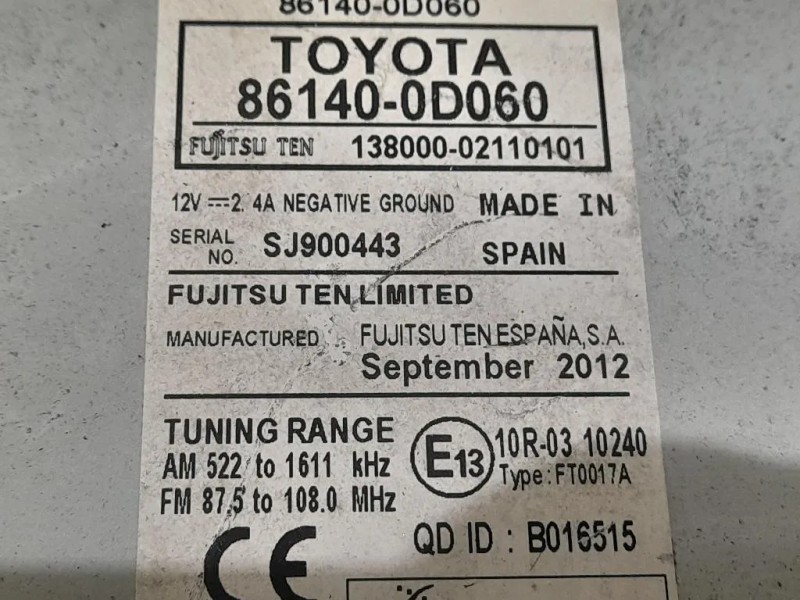 86140-0D060
TOYOTA
86140-0D060
FUJITSU TEN 138000-02110101
12V ⎓ 2. 4A NEGATIVE GROUND MADE IN
SERIAL NO. SJ900443 SPAIN
FUJITSU TEN LIMITED
MANUFACTURED FUJITSU TEN ESPAÑA, S.A.
September 2012
TUNING RANGE
AM 522 to 1611 kHz
FM 87.5 to 108.0 MHz
E13 10R-03 10240
Type: FT0017A
QD ID : B016515
CE